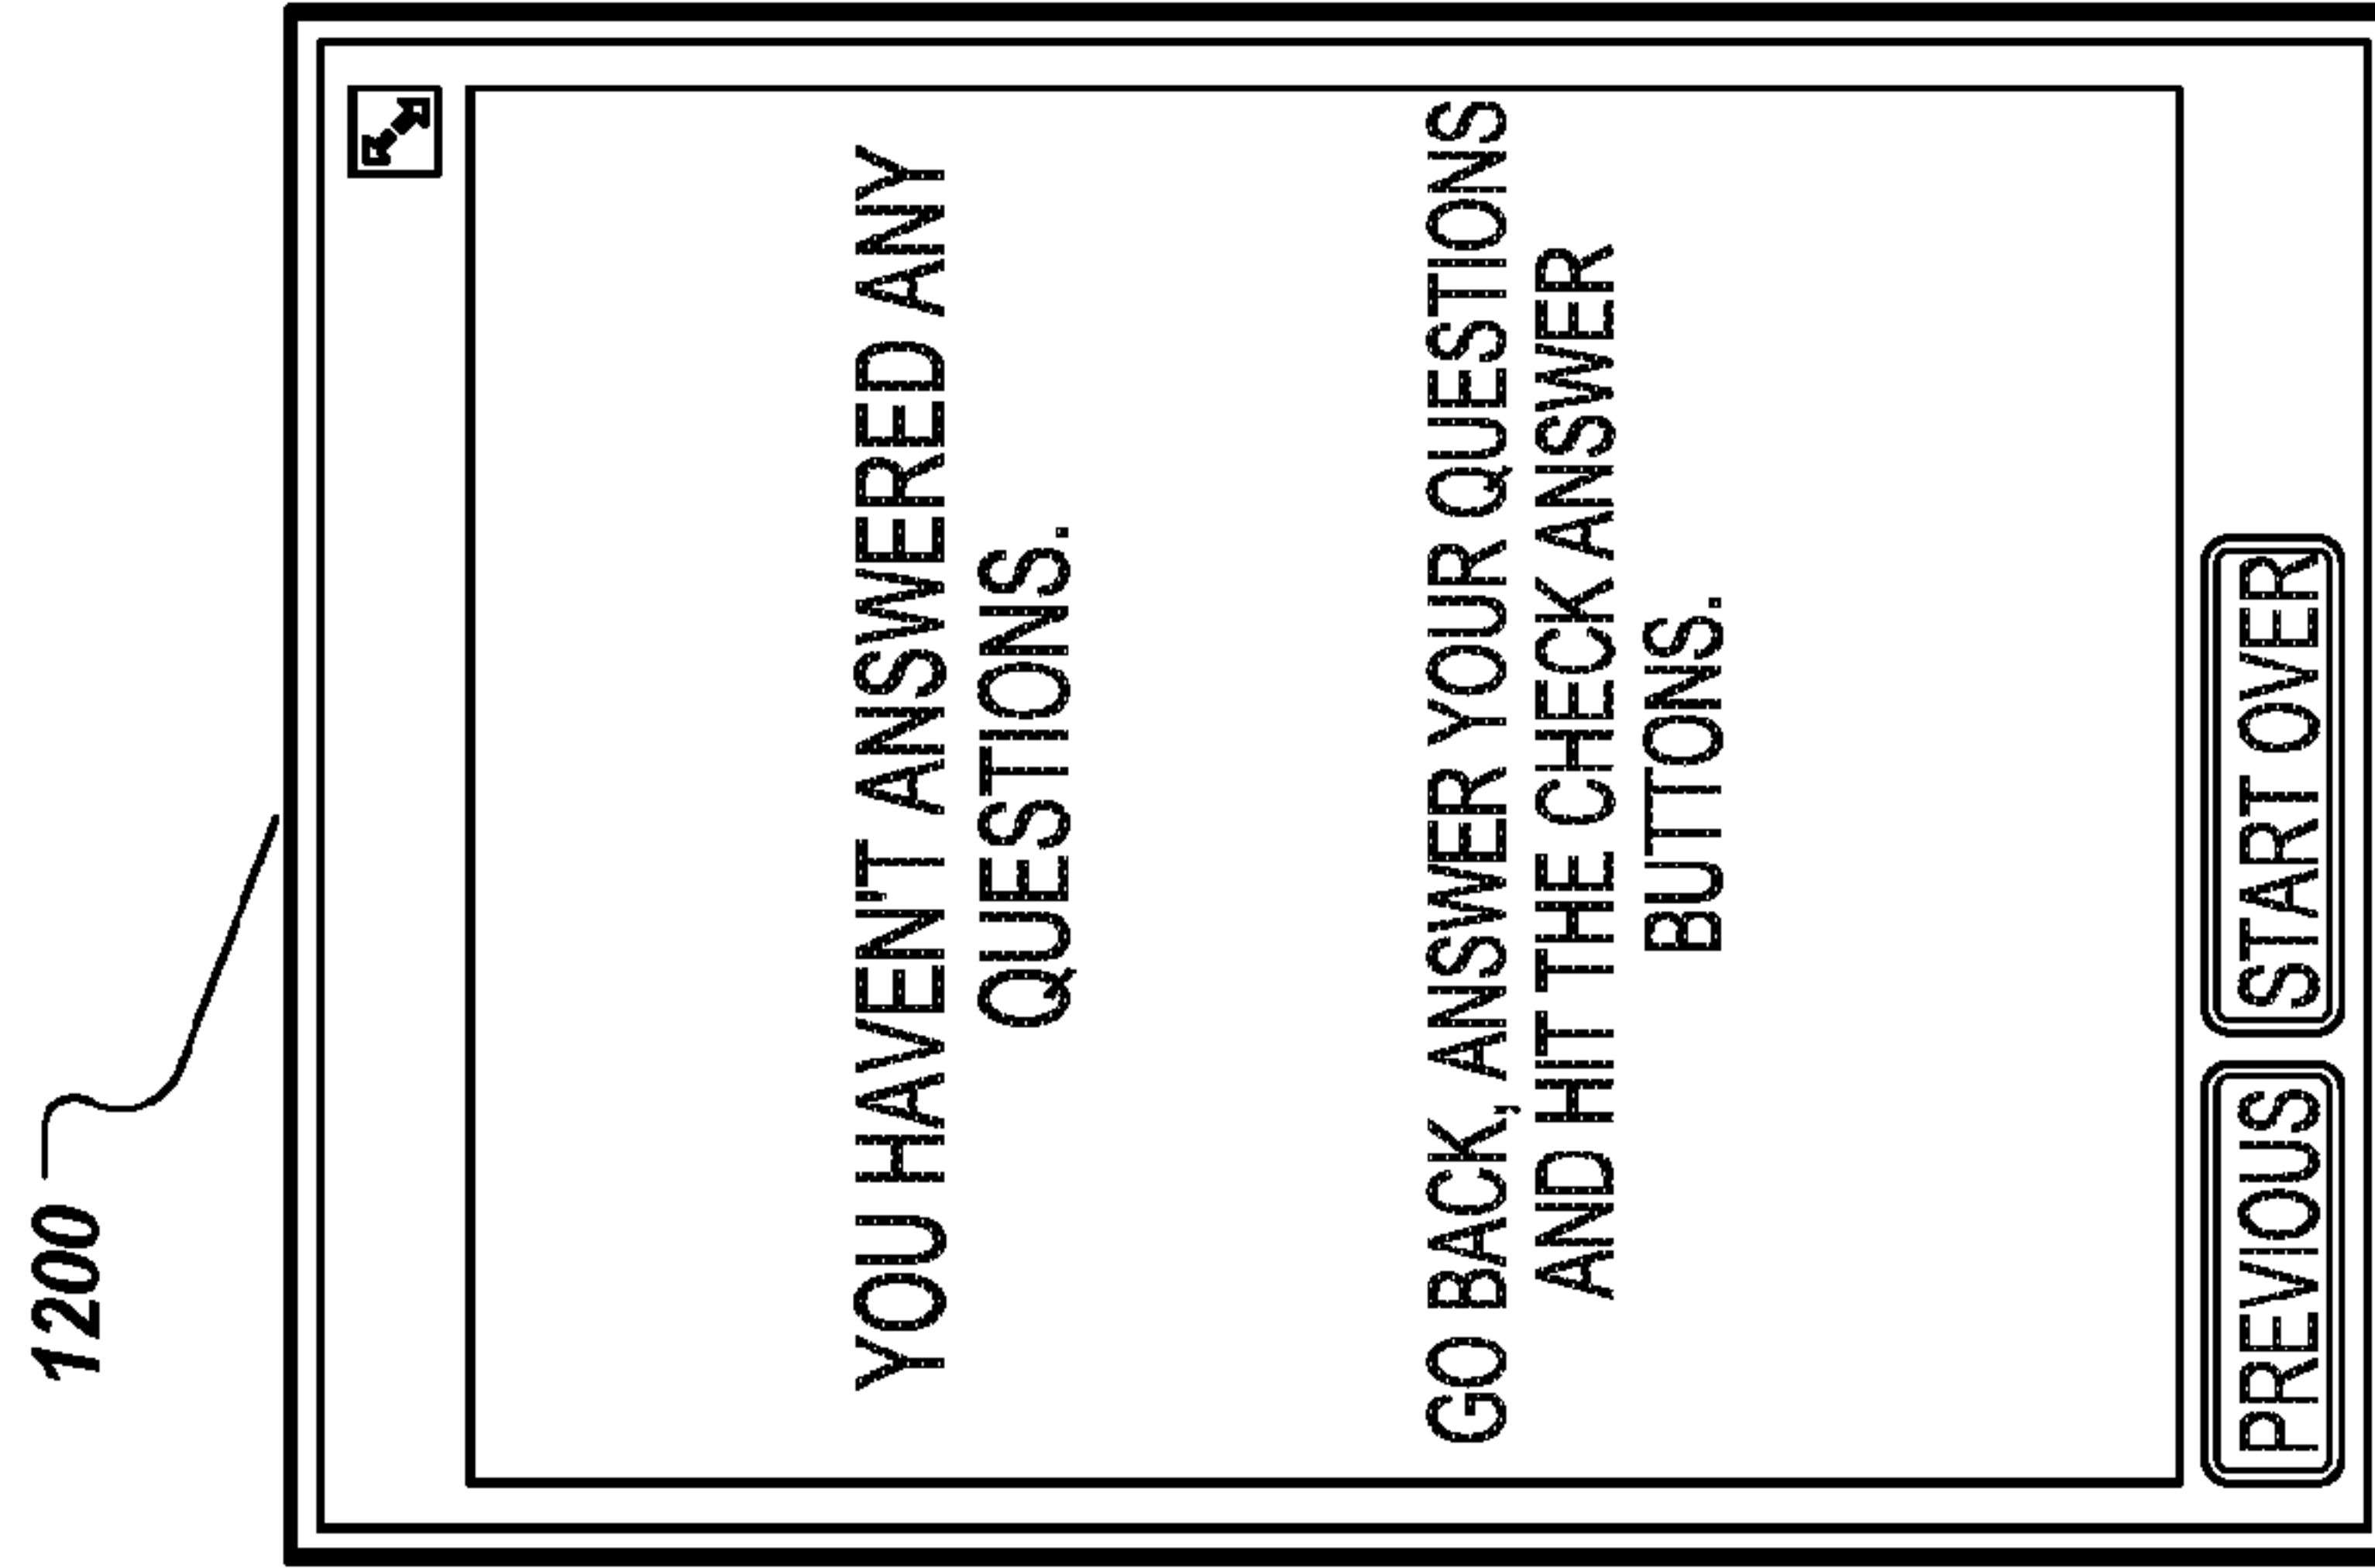 1200
YOU HAVEN'T ANSWERED ANY
QUESTIONS.
GO BACK, ANSWER YOUR QUESTIONS
AND HIT THE CHECK ANSWER
BUTTONS.
PREVIOUS
START OVER